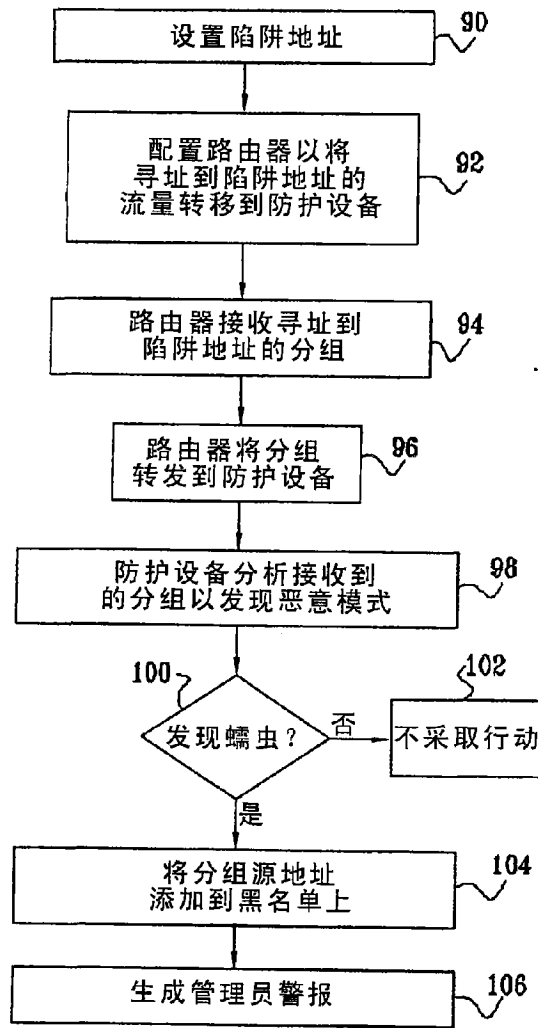 设置陷阱地址
90
配置路由器以将
寻址到陷阱地址的
流量转移到防护设备
92
路由器接收寻址到
陷阱地址的分组
94
路由器将分组
转发到防护设备
96
防护设备分析接收到
的分组以发现恶意模式
98
100
发现蠕虫?
否
102
不采取行动
是
将分组源地址
添加到黑名单上
104
生成管理员警报
106